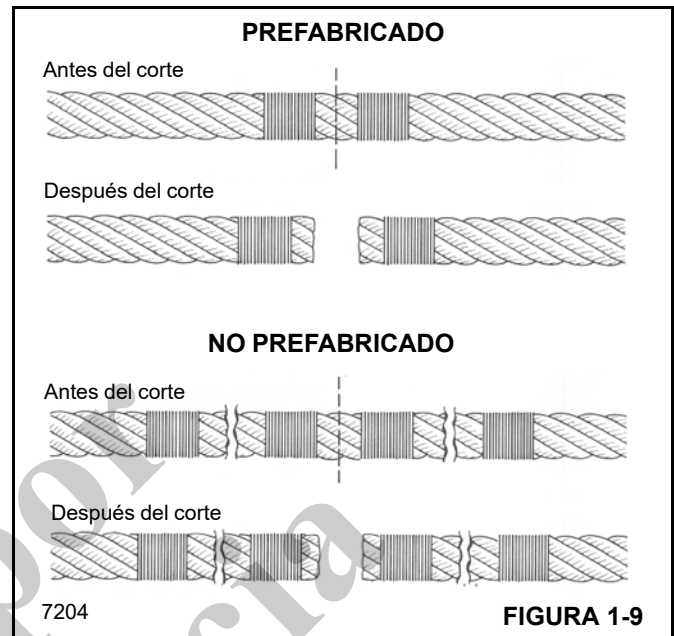 PREFABRICADO
Antes del corte
Después del corte
NO PREFABRICADO
Antes del corte
Después del corte
7204
FIGURA 1-9